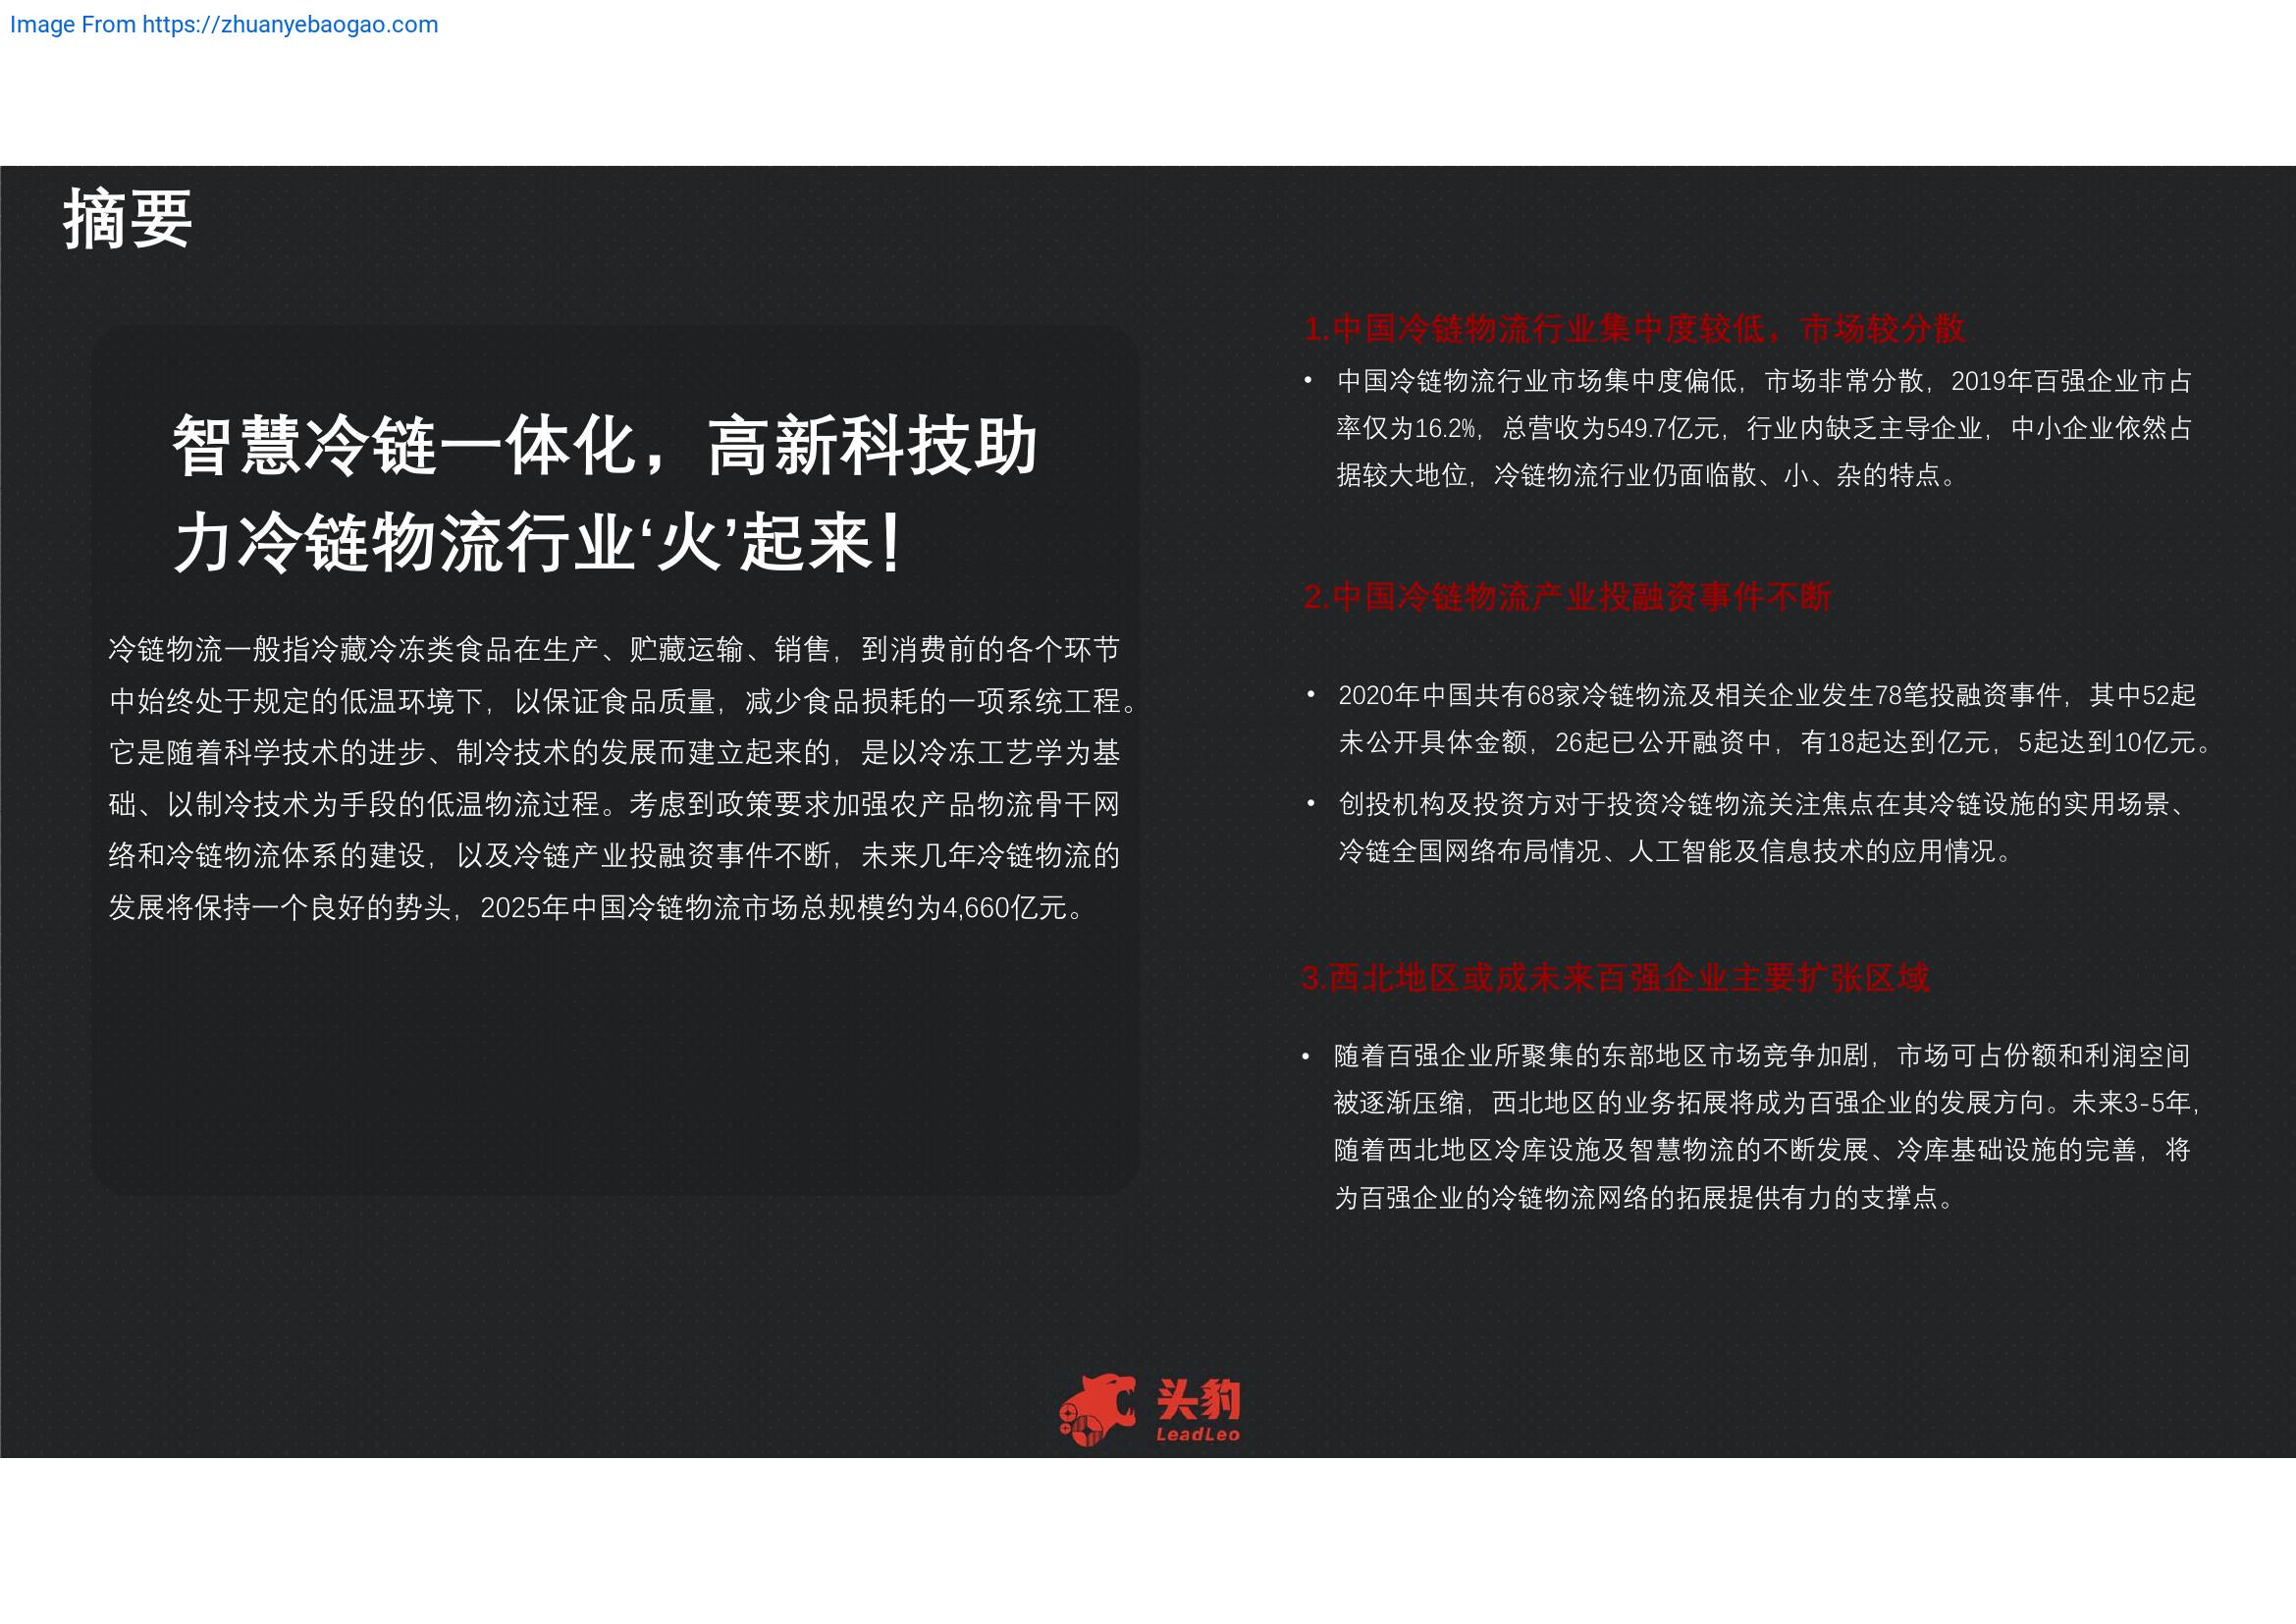 Image From https://zhuanyebaogao.com
摘要
智慧冷链一体化，高新科技助
力冷链物流行业‘火’起来！
冷链物流一般指冷藏冷冻类食品在生产、贮藏运输、销售，到消费前的各个环节
中始终处于规定的低温环境下，以保证食品质量，减少食品损耗的一项系统工程。
它是随着科学技术的进步、制冷技术的发展而建立起来的，是以冷冻工艺学为基
础、以制冷技术为手段的低温物流过程。考虑到政策要求加强农产品物流骨干网
络和冷链物流体系的建设，以及冷链产业投融资事件不断，未来几年冷链物流的
发展将保持一个良好的势头，2025年中国冷链物流市场总规模约为4,660亿元。
1.中国冷链物流行业集中度较低，市场较分散
• 中国冷链物流行业市场集中度偏低，市场非常分散，2019年百强企业市占
率仅为16.2%，总营收为549.7亿元，行业内缺乏主导企业，中小企业依然占
据较大地位，冷链物流行业仍面临散、小、杂的特点。
2.中国冷链物流产业投融资事件不断
• 2020年中国共有68家冷链物流及相关企业发生78笔投融资事件，其中52起
未公开具体金额，26起已公开融资中，有18起达到亿元，5起达到10亿元。
• 创投机构及投资方对于投资冷链物流关注焦点在其冷链设施的实用场景、
冷链全国网络布局情况、人工智能及信息技术的应用情况。
3.西北地区或成未来百强企业主要扩张区域
• 随着百强企业所聚集的东部地区市场竞争加剧，市场可占份额和利润空间
被逐渐压缩，西北地区的业务拓展将成为百强企业的发展方向。未来3-5年，
随着西北地区冷库设施及智慧物流的不断发展、冷库基础设施的完善，将
为百强企业的冷链物流网络的拓展提供有力的支撑点。
头豹
LeadLeo